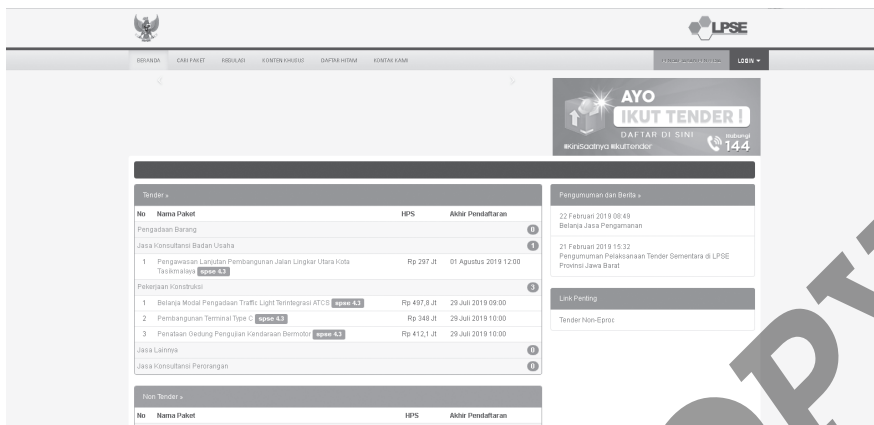 LPSE
BERANDA CARI PAKET REGULASI KONTEN KHUSUS DAFTAR HITAM KONTAK KAMI LOGIN
AYO
IKUT TENDER !
DAFTAR DI SINI
#KiniSaatnya #IkutTender
Hubungi
144
Tender »
No Nama Paket HPS Akhir Pendaftaran
Pengadaan Barang 0
Jasa Konsultansi Badan Usaha 1
1 Pengawasan Lanjutan Pembangunan Jalan Lingkar Utara Kota Rp 297 Jt 01 Agustus 2019 12:00
Tasikmalaya spse 4.3
Pekerjaan Konstruksi 3
1 Belanja Modal Pengadaan Traffic Light Terintegrasi ATCS spse 4.3 Rp 497,8 Jt 29 Juli 2019 09:00
2 Pembangunan Terminal Type C spse 4.3 Rp 348 Jt 29 Juli 2019 10:00
3 Penataan Gedung Pengujian Kendaraan Bermotor spse 4.3 Rp 412,1 Jt 29 Juli 2019 10:00
Jasa Lainnya 0
Jasa Konsultansi Perorangan 0
Non Tender »
No Nama Paket HPS Akhir Pendaftaran
Pengumuman dan Berita »
22 Februari 2019 08:49
Belanja Jasa Pengamanan
21 Februari 2019 15:32
Pengumuman Pelaksanaan Tender Sementara di LPSE
Provinsi Jawa Barat
Link Penting
Tender Non-Eproc